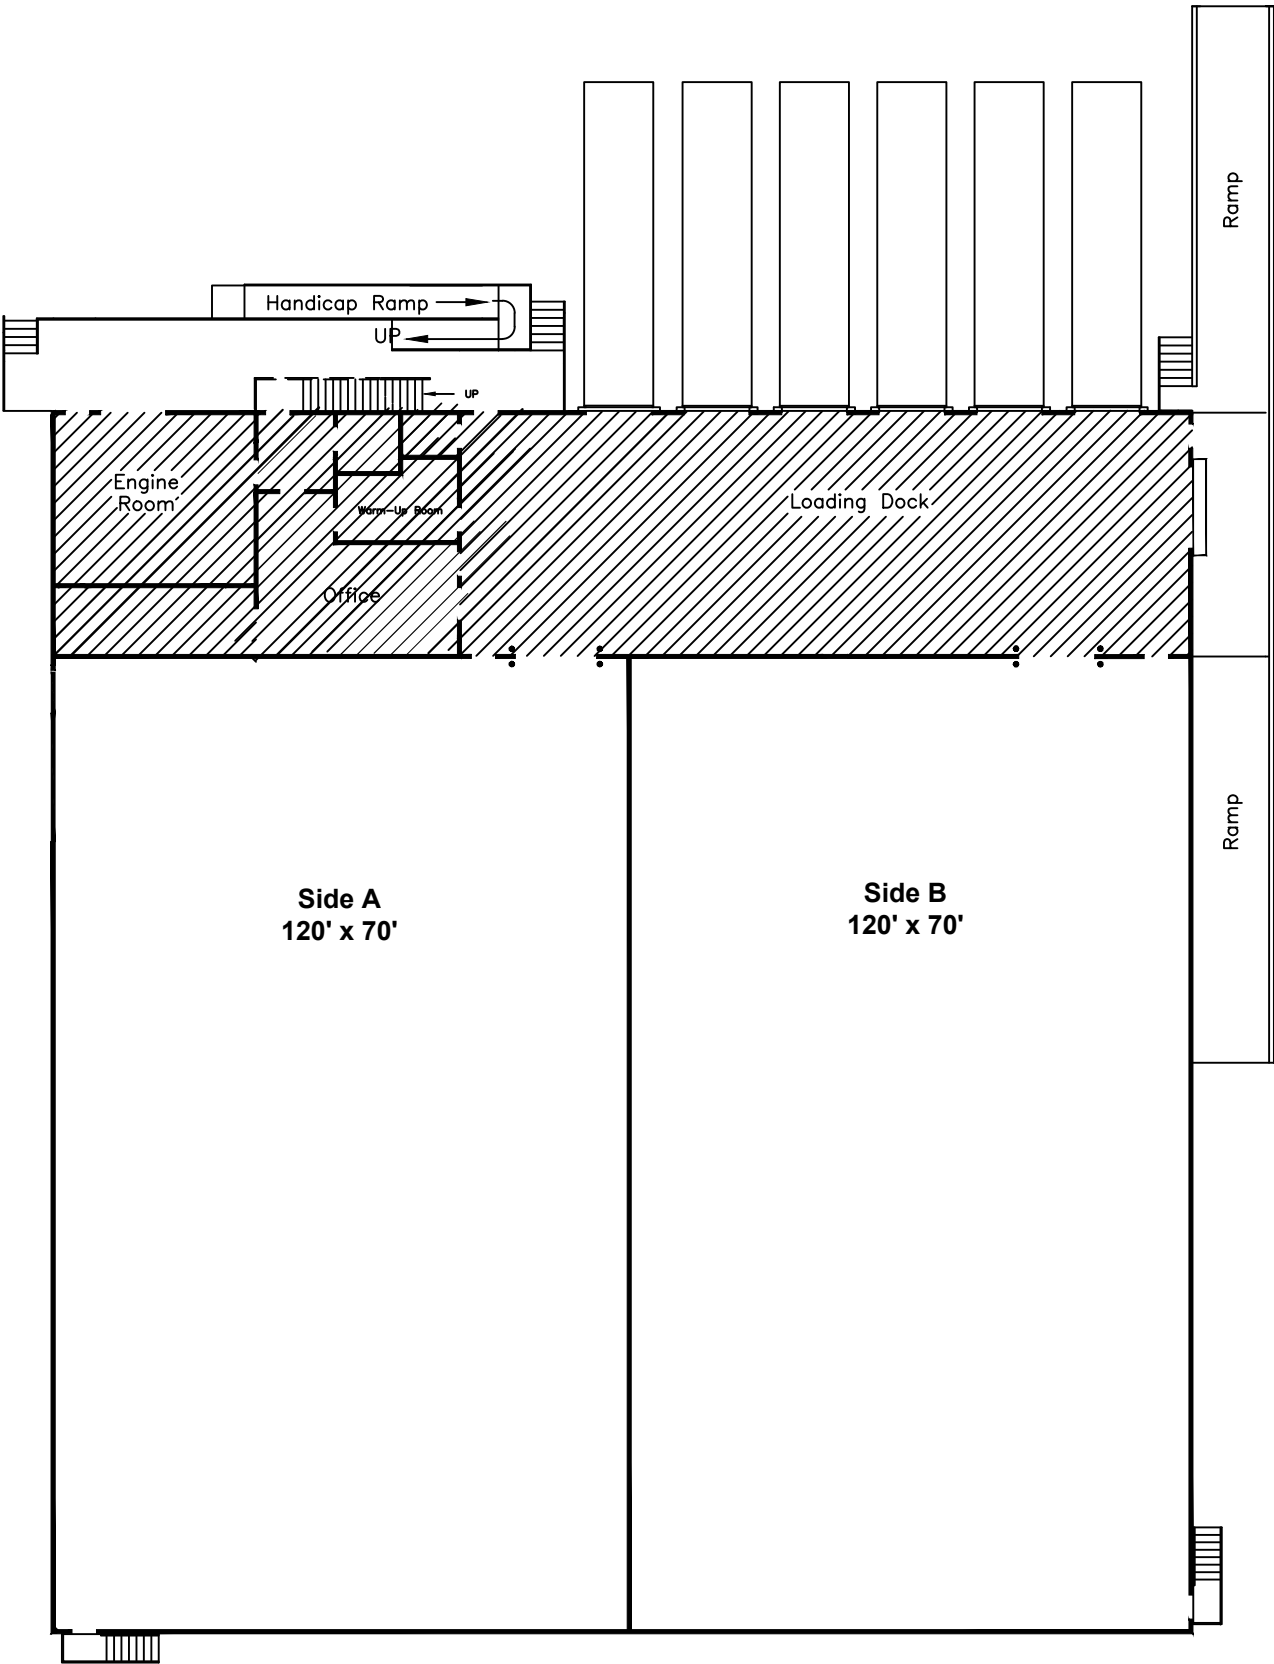 Ramp
Handicap Ramp
UP
UP
Engine
Room
Warm-Up Room
Loading Dock
Office
Ramp
Side A
120' x 70'
Side B
120' x 70'